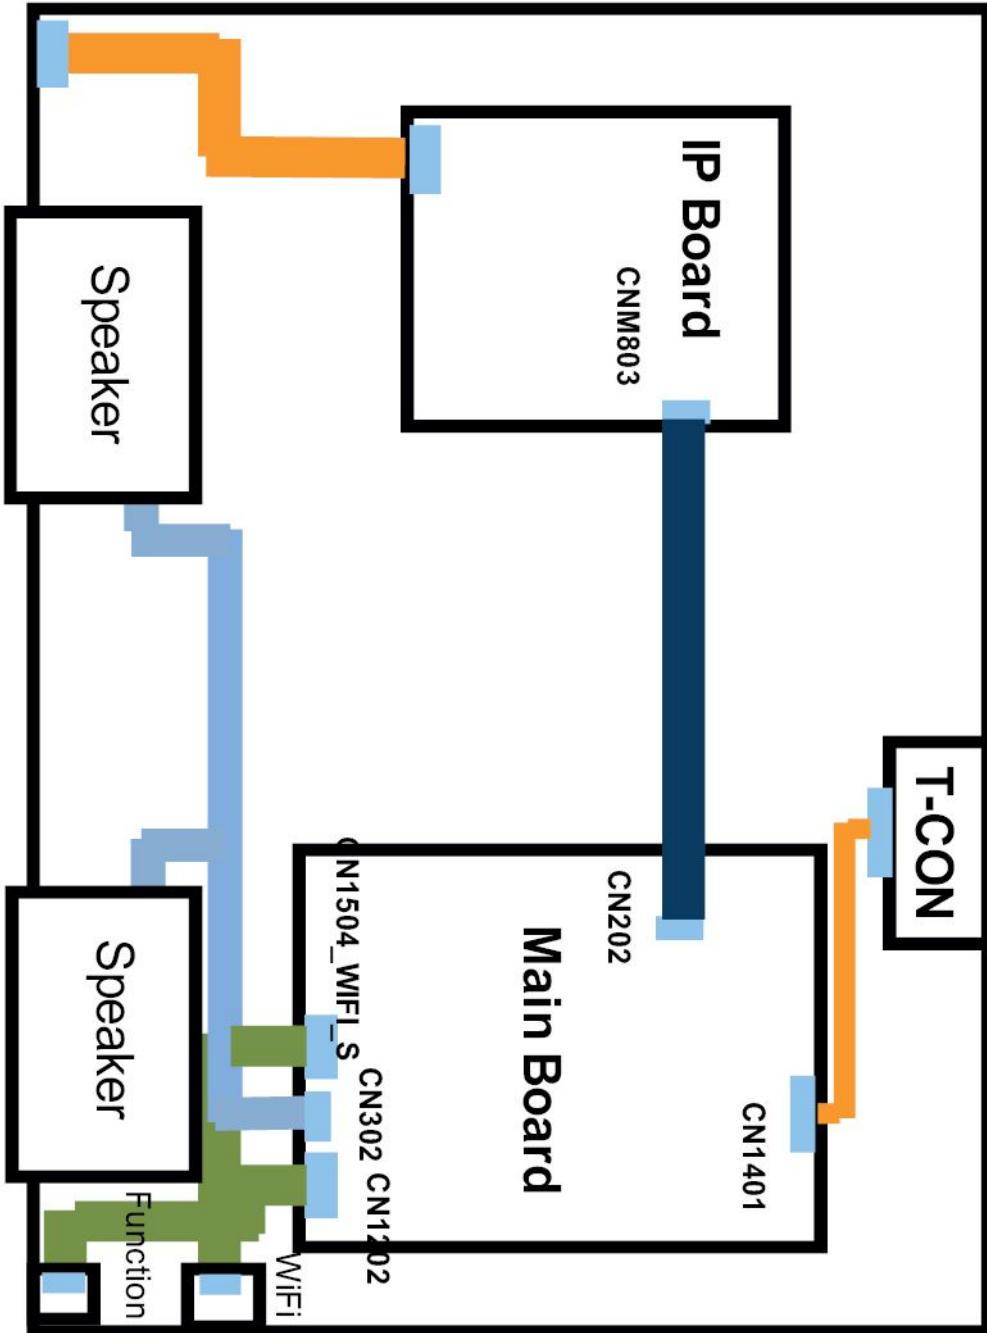 T-CON
CN1401
IP Board
CNM803
CN202
Main Board
CN1504_WIFI_S
CN302
CN1202
WiFi
Speaker
Speaker
Function